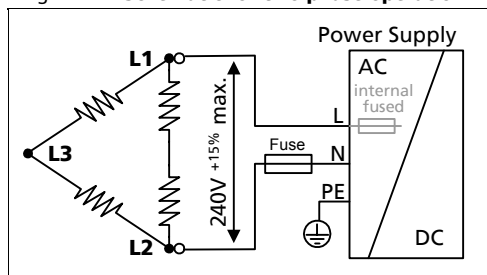 Power Supply
L1
AC
internal
fused
L
240V +15% max.
Fuse
N
L3
PE
L2
DC